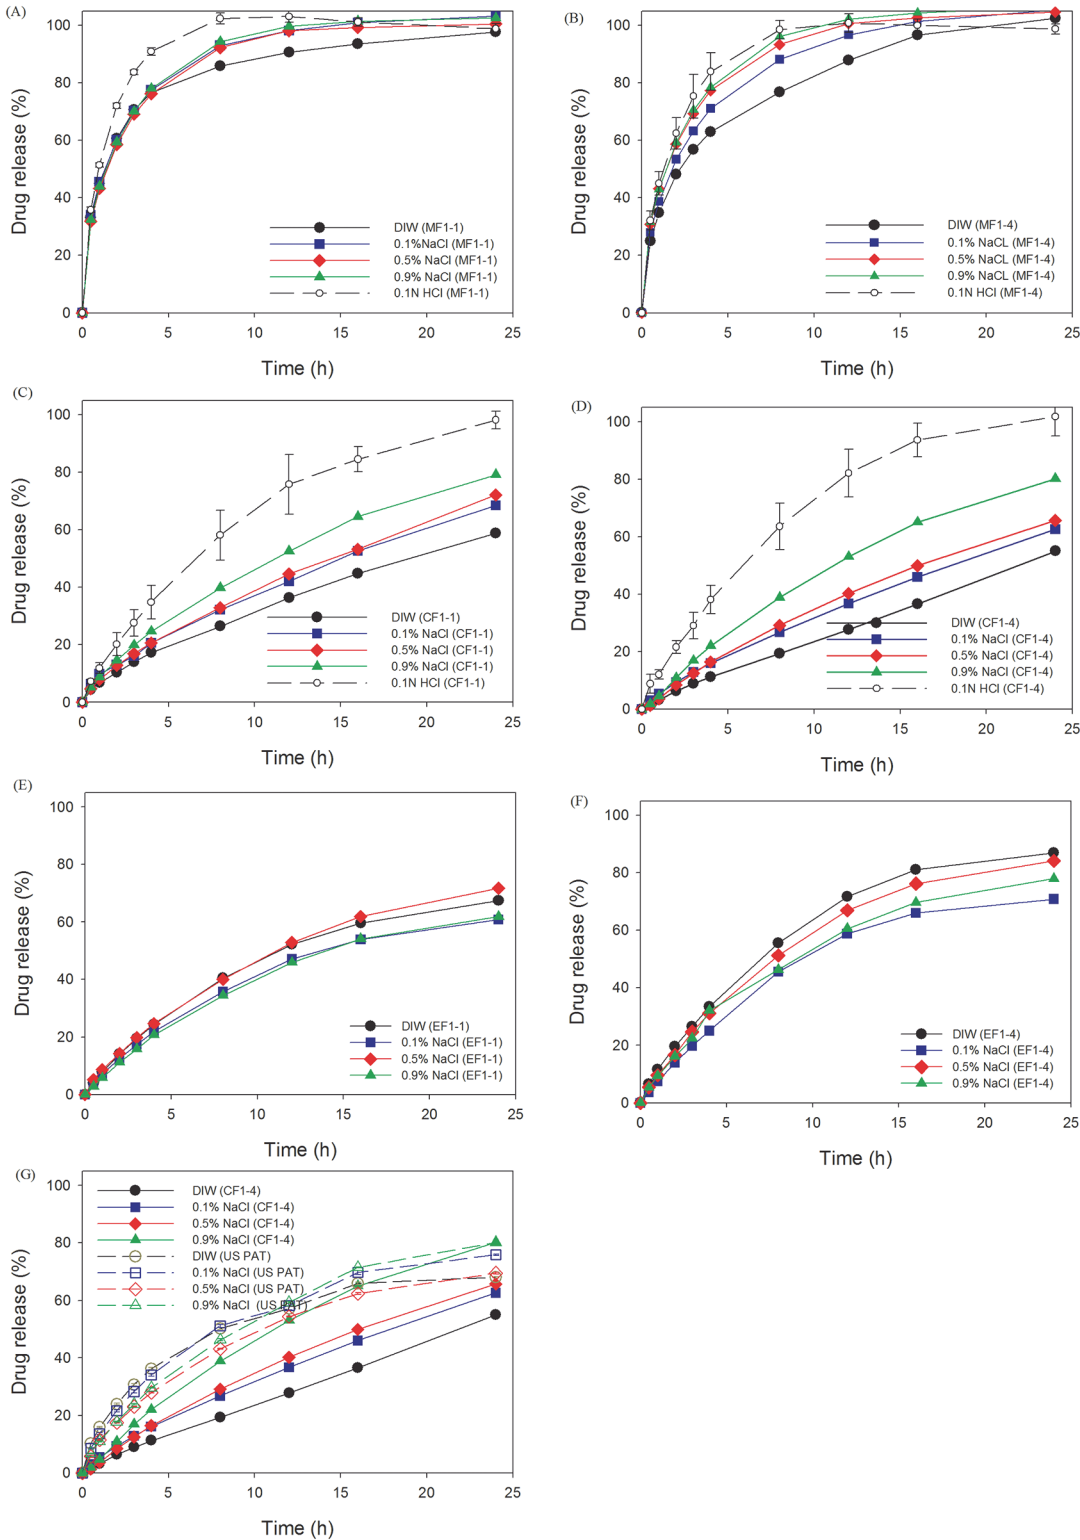 (A)
Drug release (%)
100
80
60
40
20
0
DIW (MF1-1)
0.1%NaCl (MF1-1)
0.5% NaCl (MF1-1)
0.9% NaCl (MF1-1)
0.1N HCl (MF1-1)
0 5 10 15 20 25
Time (h)
(B)
Drug release (%)
100
80
60
40
20
0
DIW (MF1-4)
0.1% NaCL (MF1-4)
0.5% NaCL (MF1-4)
0.9% NaCL (MF1-4)
0.1N HCl (MF1-4)
0 5 10 15 20 25
Time (h)
(C)
Drug release (%)
100
80
60
40
20
0
DIW (CF1-1)
0.1% NaCl (CF1-1)
0.5% NaCl (CF1-1)
0.9% NaCl (CF1-1)
0.1N HCl (CF1-1)
0 5 10 15 20 25
Time (h)
(D)
Drug release (%)
100
80
60
40
20
0
DIW (CF1-4)
0.1% NaCl (CF1-4)
0.5% NaCl (CF1-4)
0.9% NaCl (CF1-4)
0.1N HCl (CF1-4)
0 5 10 15 20 25
Time (h)
(E)
Drug release (%)
100
80
60
40
20
0
DIW (EF1-1)
0.1% NaCl (EF1-1)
0.5% NaCl (EF1-1)
0.9% NaCl (EF1-1)
0 5 10 15 20 25
Time (h)
(F)
Drug release (%)
100
80
60
40
20
0
DIW (EF1-4)
0.1% NaCl (EF1-4)
0.5% NaCl (EF1-4)
0.9% NaCl (EF1-4)
0 5 10 15 20 25
Time (h)
(G)
Drug release (%)
100
80
60
40
20
0
DIW (CF1-4)
0.1% NaCl (CF1-4)
0.5% NaCl (CF1-4)
0.9% NaCl (CF1-4)
DIW (US PAT)
0.1% NaCl (US PAT)
0.5% NaCl (US PAT)
0.9% NaCl (US PAT)
0 5 10 15 20 25
Time (h)